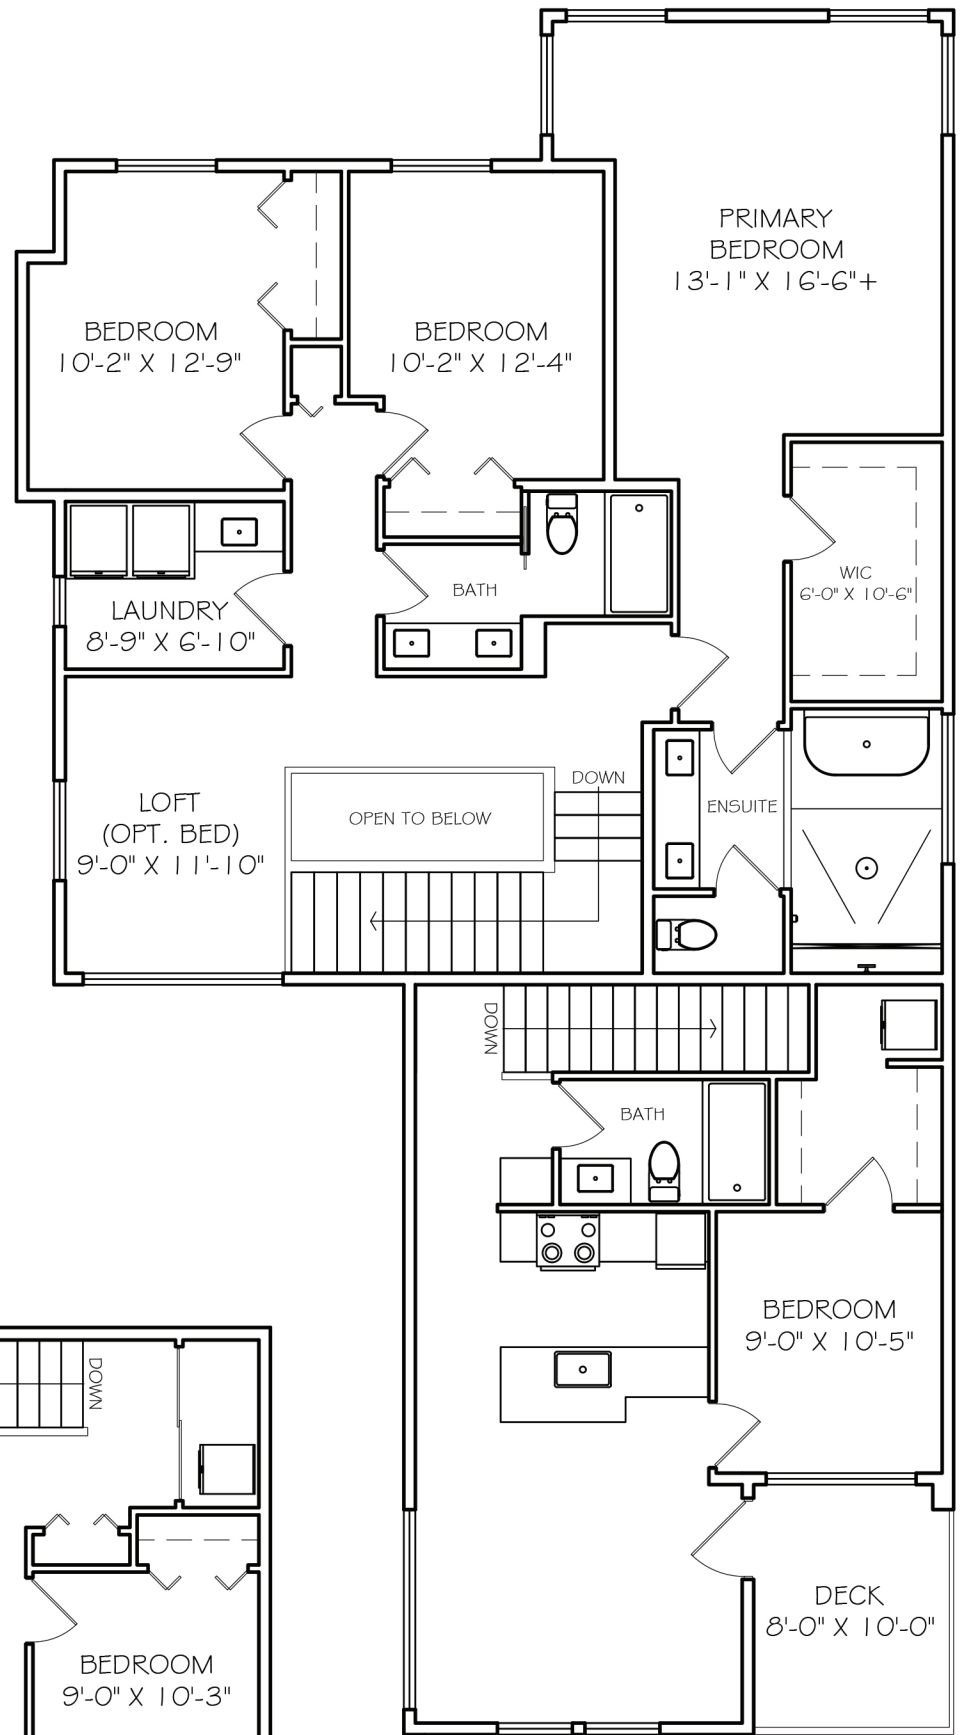 PRIMARY
BEDROOM
13'-1" X 16'-6"+
BEDROOM
10'-2" X 12'-9"
BEDROOM
10'-2" X 12'-4"
WIC
6'-0" X 10'-6"
BATH
LAUNDRY
8'-9" X 6'-10"
LOFT
(OPT. BED)
9'-0" X 11'-10"
OPEN TO BELOW
DOWN
ENSUITE
DOWN
BATH
BEDROOM
9'-0" X 10'-5"
DOWN
DECK
8'-0" X 10'-0"
BEDROOM
9'-0" X 10'-3"